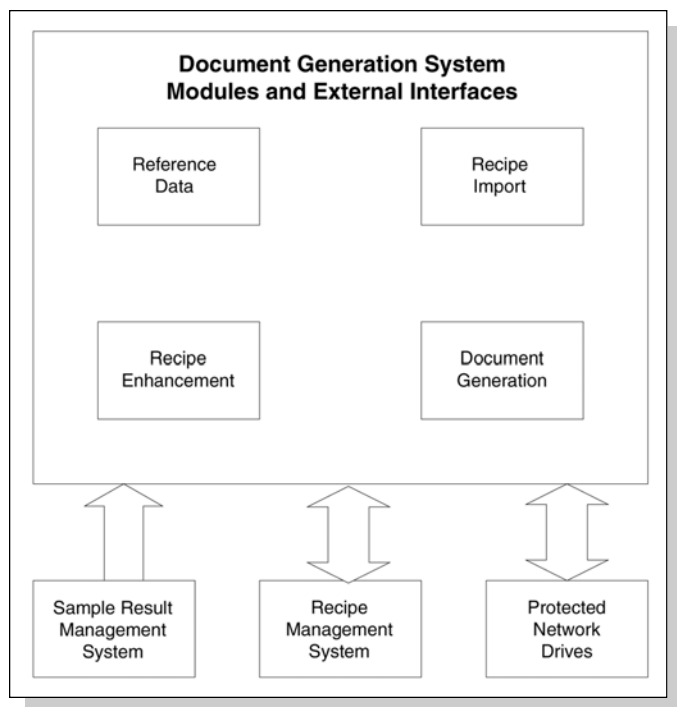 Document Generation System
Modules and External Interfaces
Reference
Data
Recipe
Import
Recipe
Enhancement
Document
Generation
Sample Result
Management
System
Recipe
Management
System
Protected
Network
Drives